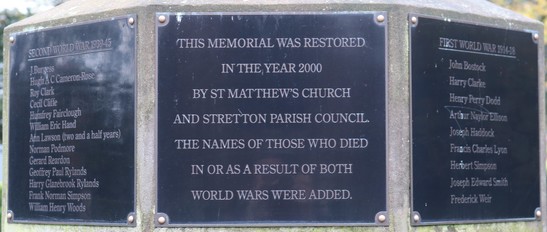 SECOND WORLD WAR 1939-45
J Burgess
Hugh A C Cameron-Rose
Roy Clark
Cecil Cliffe
Humfrey Fairclough
William Eric Hand
Ann Lawson (two and a half years)
Norman Podmore
Gerard Reardon
Geoffrey Paul Rylands
Harry Glazebrook Rylands
Frank Norman Simpson
William Henry Woods
THIS MEMORIAL WAS RESTORED
IN THE YEAR 2000
BY ST MATTHEW'S CHURCH
AND STRETTON PARISH COUNCIL.
THE NAMES OF THOSE WHO DIED
IN OR AS A RESULT OF BOTH
WORLD WARS WERE ADDED.
FIRST WORLD WAR 1914-18
John Bostock
Harry Clarke
Henry Percy Dodd
Arthur Naylor Ellison
Joseph Haddock
Francis Charles Lyon
Herbert Simpson
Joseph Edward Smith
Frederick Weir